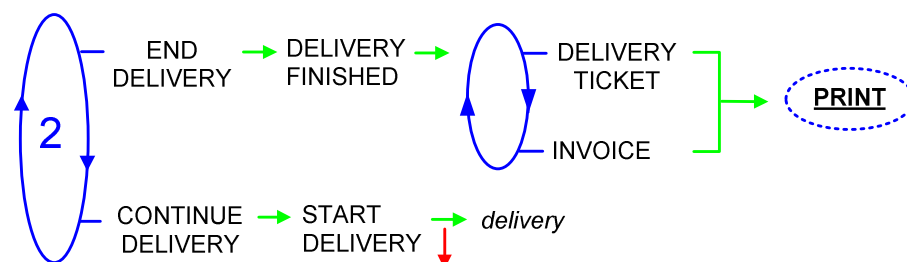 2
END
DELIVERY
DELIVERY
FINISHED
DELIVERY
TICKET
INVOICE
PRINT
CONTINUE
DELIVERY
START
DELIVERY
delivery